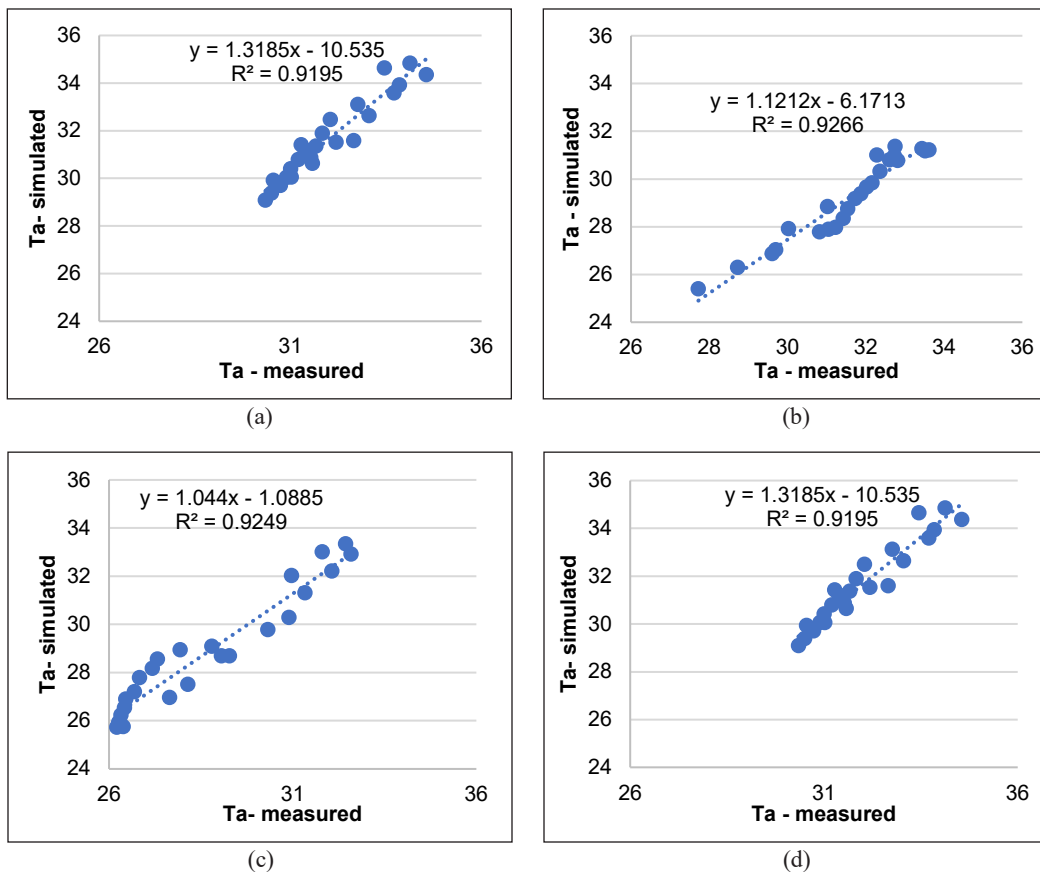 y = 1.3185x - 10.535
R² = 0.9195
Ta- simulated
36
34
32
30
28
26
24
26
31
36
Ta - measured
(a)
y = 1.1212x - 6.1713
R² = 0.9266
Ta - simulated
36
34
32
30
28
26
24
26
28
30
32
34
36
Ta - measured
(b)
y = 1.044x - 1.0885
R² = 0.9249
Ta- simulated
36
34
32
30
28
26
24
26
31
36
Ta- measured
(c)
y = 1.3185x - 10.535
R² = 0.9195
Ta- simulated
36
34
32
30
28
26
24
26
31
36
Ta - measured
(d)